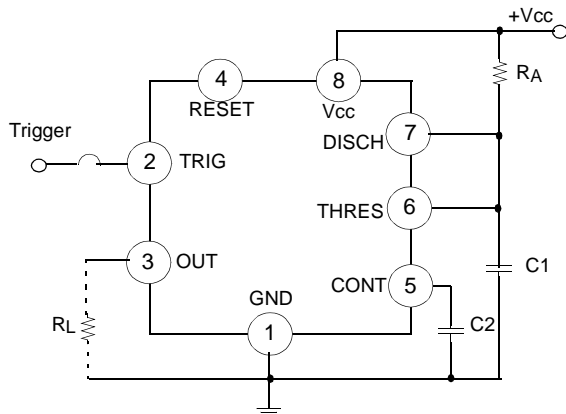 +Vcc
4
8
RA
RESET
Vcc
7
DISCH
Trigger
2
TRIG
6
THRES
3
OUT
CONT
5
C1
GND
RL
1
C2